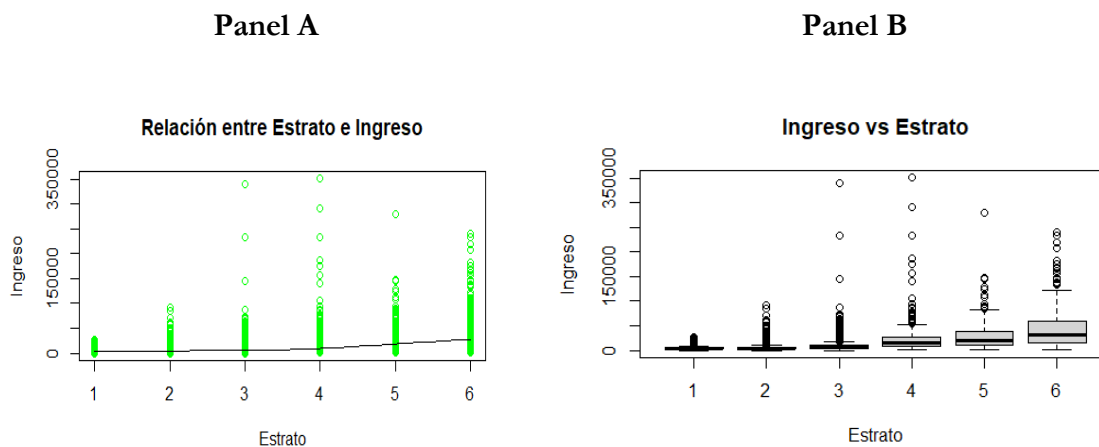 Panel A
Panel B
Relación entre Estrato e Ingreso
Ingreso
350000
150000
0
1 2 3 4 5 6
Estrato
Ingreso vs Estrato
Ingreso
350000
150000
0
1 2 3 4 5 6
Estrato